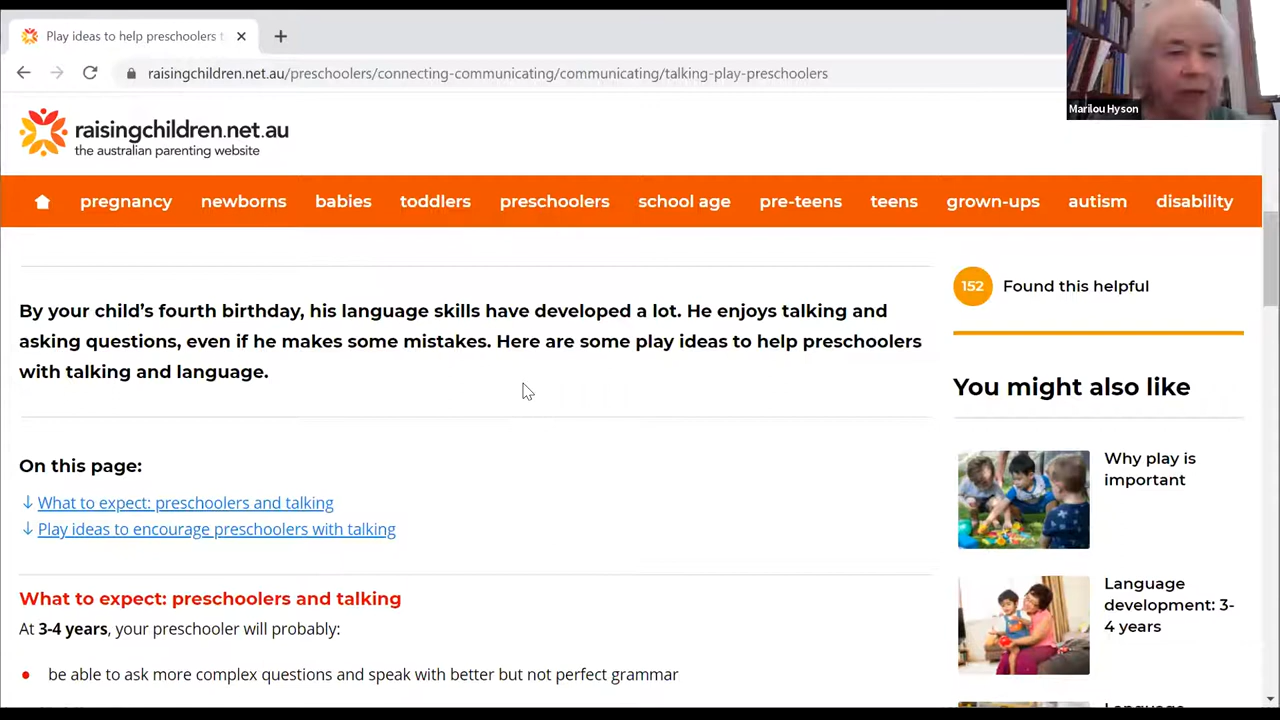 Play ideas to help preschoolers t
raisingchildren.net.au/preschoolers/connecting-communicating/communicating/talking-play-preschoolers
Marilou Hyson
raisingchildren.net.au
the australian parenting website
pregnancy newborns babies toddlers preschoolers school age pre-teens teens grown-ups autism disability
By your child’s fourth birthday, his language skills have developed a lot. He enjoys talking and
asking questions, even if he makes some mistakes. Here are some play ideas to help preschoolers
with talking and language.
152 Found this helpful
You might also like
On this page:
↓ What to expect: preschoolers and talking
↓ Play ideas to encourage preschoolers with talking
Why play is
important
What to expect: preschoolers and talking
At 3-4 years, your preschooler will probably:
• be able to ask more complex questions and speak with better but not perfect grammar
Language
development: 3-
4 years